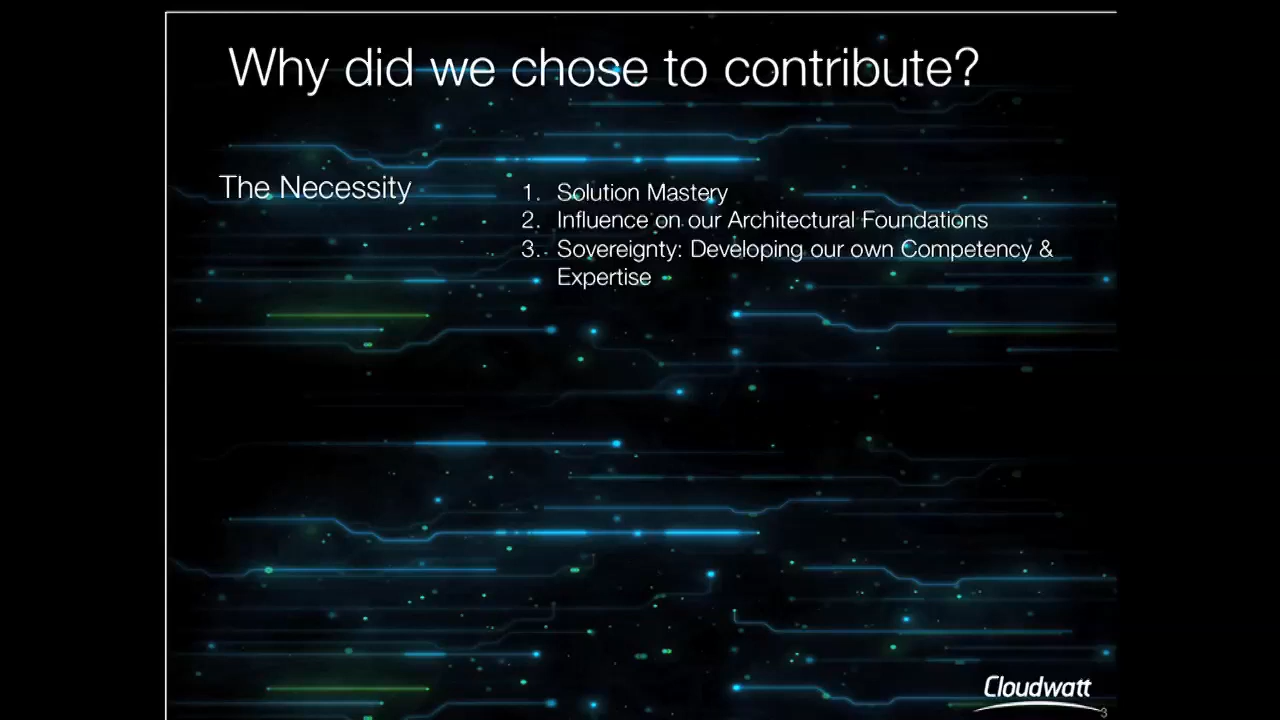 Why did we chose to contribute?
The Necessity
1. Solution Mastery
2. Influence on our Architectural Foundations
3. Sovereignty: Developing our own Competency &
Expertise
Cloudwatt
3